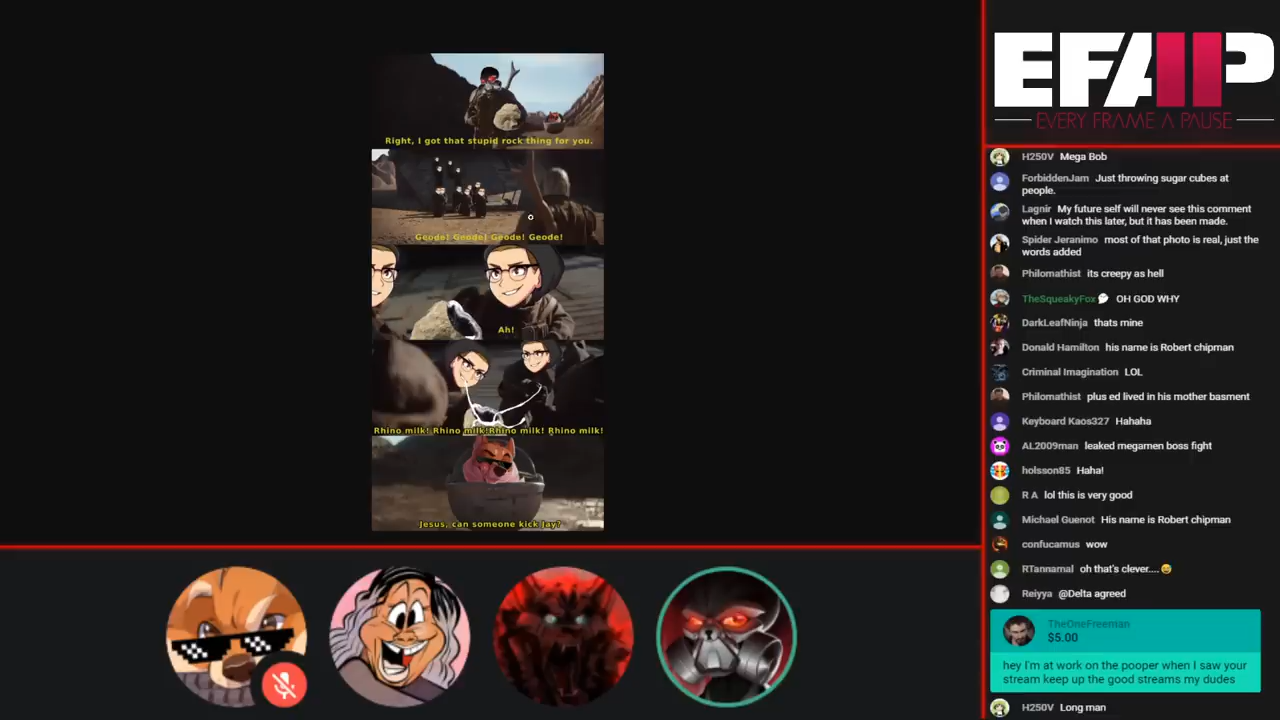 Right, I got that stupid rock thing for you.
Geode! Geode! Geode! Geode!
Ah!
Rhino milk! Rhino milk!Rhino milk! Rhino milk!
Jesus, can someone kick Jay?
EFAP
EVERY FRAME A PAUSE
H250V Mega Bob
ForbiddenJam Just throwing sugar cubes at
people.
Lagnir My future self will never see this comment
when I watch this later, but it has been made.
Spider Jeranimo most of that photo is real, just the
words added
Philomathist its creepy as hell
TheSqueakyFox OH GOD WHY
DarkLeafNinja thats mine
Donald Hamilton his name is Robert chipman
Criminal Imagination LOL
Philomathist plus ed lived in his mother basment
Keyboard Kaos327 Hahaha
AL2009man leaked megamen boss fight
holsson85 Haha!
R A lol this is very good
Michael Guenot His name is Robert chipman
confucamus wow
RTannamal oh that's clever....
Reiyya @Delta agreed
TheOneFreeman
$5.00
hey I'm at work on the pooper when I saw your
stream keep up the good streams my dudes
H250V Long man